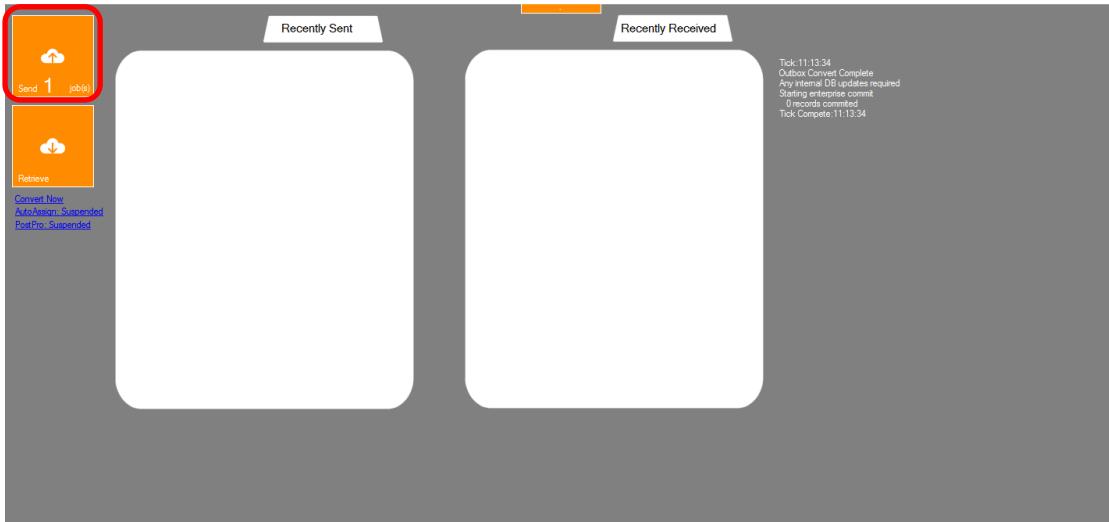 Send 1 job(s)
Retrieve
Convert Now
AutoAssign: Suspended
PostPro: Suspended
Recently Sent
Recently Received
Tick:11:13:34
Outbox Convert Complete
Any internal DB updates required
Starting enterprise commit
0 records commited
Tick Compete:11:13:34